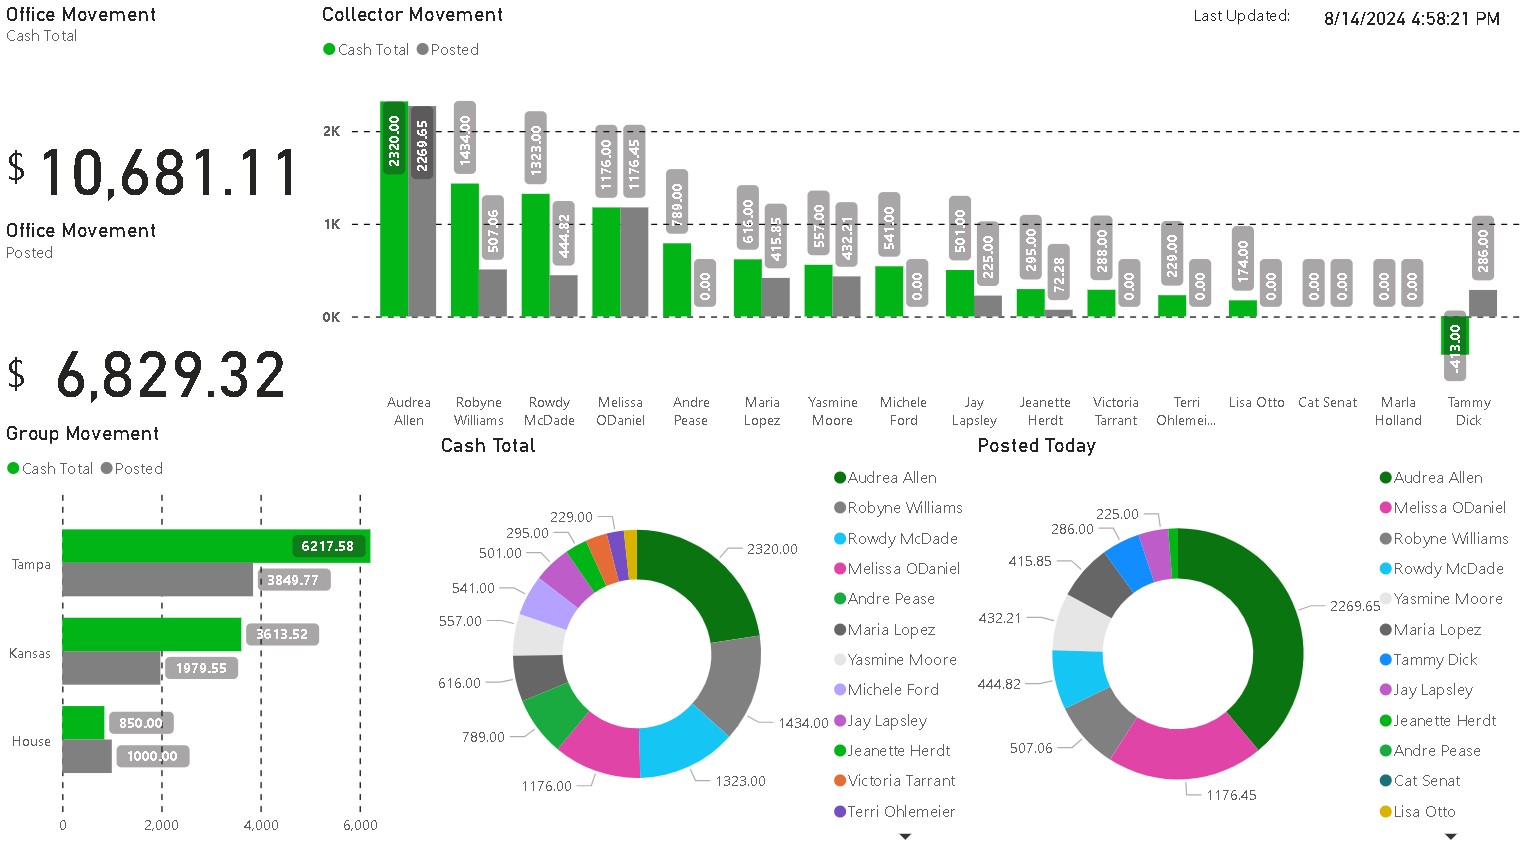 Office Movement
Cash Total
$ 10,681.11
Office Movement
Posted
$ 6,829.32
Collector Movement
Cash Total Posted
Last Updated: 8/14/2024 4:58:21 PM
2K
1K
0K
2320.00
2269.65
1434.00
507.06
1323.00
444.82
1176.00
1176.45
789.00
0.00
616.00
415.85
557.00
432.21
541.00
0.00
501.00
225.00
295.00
72.28
288.00
0.00
229.00
0.00
174.00
0.00
0.00
0.00
0.00
0.00
-413.00
286.00
Audrea
Allen
Robyne
Williams
Rowdy
McDade
Melissa
ODaniel
Andre
Pease
Maria
Lopez
Yasmine
Moore
Michele
Ford
Jay
Lapsley
Jeanette
Herdt
Victoria
Tarrant
Terri
Ohlemei...
Lisa Otto
Cat Senat
Marla
Holland
Tammy
Dick
Group Movement
Cash Total Posted
Tampa
6217.58
3849.77
Kansas
3613.52
1979.55
House
850.00
1000.00
0
2,000
4,000
6,000
Cash Total
229.00
295.00
501.00
541.00
557.00
616.00
789.00
1176.00
1323.00
1434.00
2320.00
Audrea Allen
Robyne Williams
Rowdy McDade
Melissa ODaniel
Andre Pease
Maria Lopez
Yasmine Moore
Michele Ford
Jay Lapsley
Jeanette Herdt
Victoria Tarrant
Terri Ohlemeier
Posted Today
225.00
286.00
415.85
432.21
444.82
507.06
1176.45
2269.65
Audrea Allen
Melissa ODaniel
Robyne Williams
Rowdy McDade
Yasmine Moore
Maria Lopez
Tammy Dick
Jay Lapsley
Jeanette Herdt
Andre Pease
Cat Senat
Lisa Otto